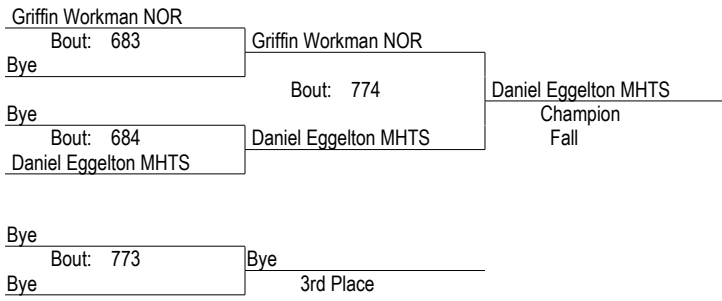 Griffin Workman NOR
Bout: 683
Griffin Workman NOR
Bye
Bout: 774
Daniel Eggelton MHTS
Bye
Champion
Bout: 684
Daniel Eggelton MHTS
Fall
Daniel Eggelton MHTS
Bye
Bout: 773
Bye
Bye
3rd Place